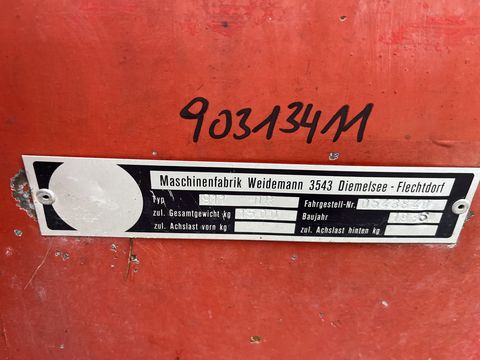 90313411
Maschinenfabrik Weidemann 3543 Diemelsee - Flechtdorf
Typ Fahrgestell-Nr.
zul. Gesamtgewicht kg Baujahr
zul. Achslast vorn kg zul. Achslast hinten kg